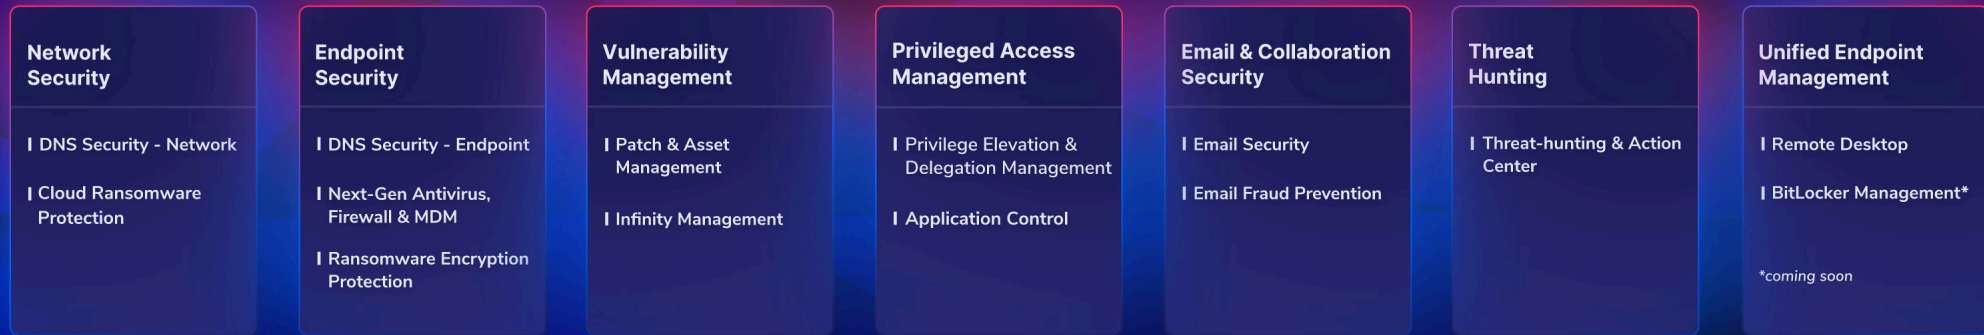 Network
Security
| DNS Security - Network
| Cloud Ransomware
Protection
Endpoint
Security
| DNS Security - Endpoint
| Next-Gen Antivirus,
Firewall & MDM
| Ransomware Encryption
Protection
Vulnerability
Management
| Patch & Asset
Management
| Infinity Management
Privileged Access
Management
| Privilege Elevation &
Delegation Management
| Application Control
Email & Collaboration
Security
| Email Security
| Email Fraud Prevention
Threat
Hunting
| Threat-hunting & Action
Center
Unified Endpoint
Management
| Remote Desktop
| BitLocker Management*
*coming soon